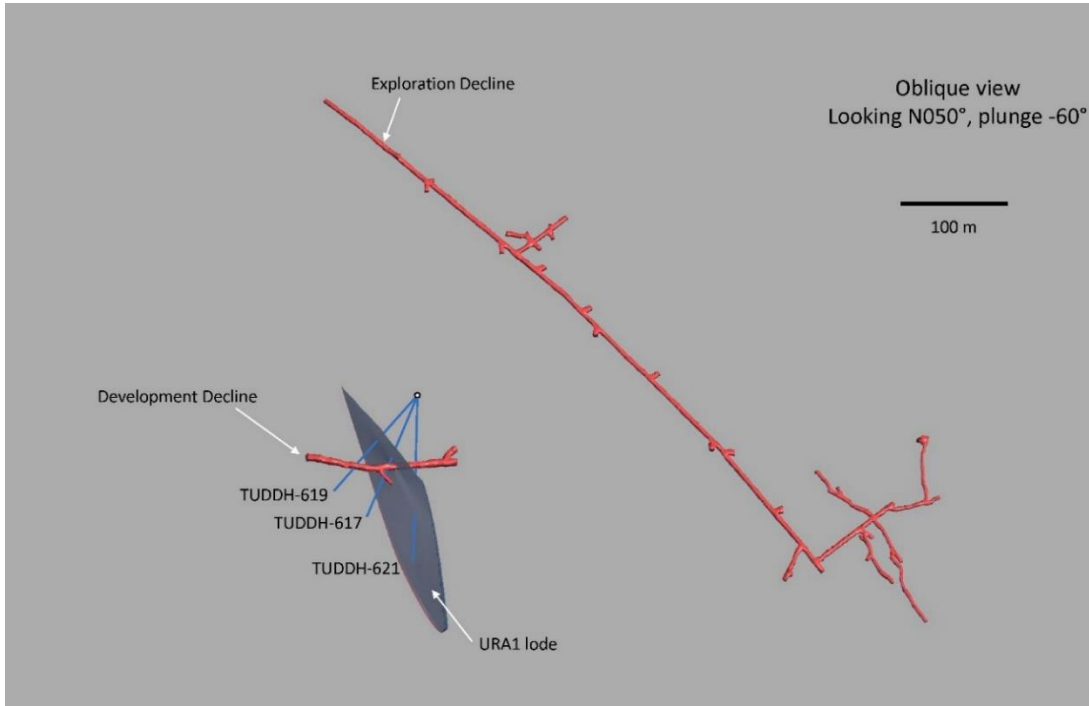 Exploration Decline
Oblique view
Looking N050°, plunge -60°
100 m
Development Decline
TUDDH-619
TUDDH-617
TUDDH-621
URA1 lode